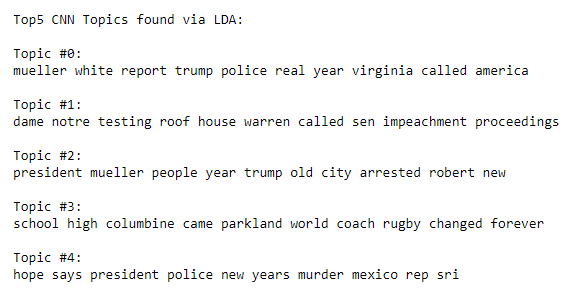 Top5 CNN Topics found via LDA:
Topic #0:
mueller white report trump police real year virginia called america
Topic #1:
dame notre testing roof house warren called sen impeachment proceedings
Topic #2:
president mueller people year trump old city arrested robert new
Topic #3:
school high columbine came parkland world coach rugby changed forever
Topic #4:
hope says president police new years murder mexico rep sri